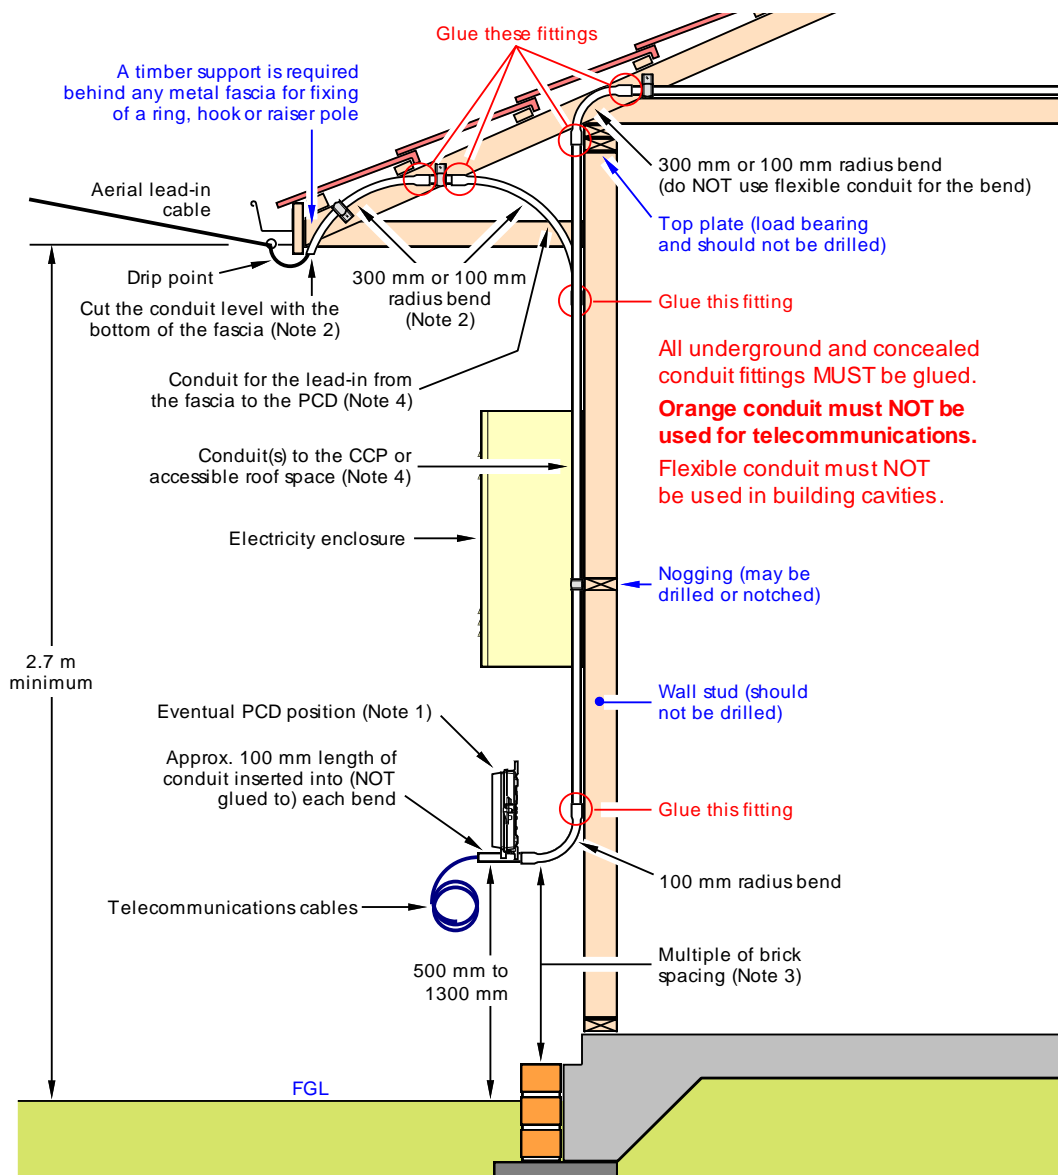 Glue these fittings
A timber support is required
behind any metal fascia for fixing
of a ring, hook or raiser pole
Aerial lead-in
cable
300 mm or 100 mm radius bend
(do NOT use flexible conduit for the bend)
Top plate (load bearing
and should not be drilled)
Drip point
300 mm or 100 mm
radius bend
(Note 2)
Cut the conduit level with the
bottom of the fascia (Note 2)
Glue this fitting
All underground and concealed
conduit fittings MUST be glued.
Orange conduit must NOT be
used for telecommunications.
Flexible conduit must NOT
be used in building cavities.
Conduit for the lead-in from
the fascia to the PCD (Note 4)
Conduit(s) to the CCP or
accessible roof space (Note 4)
Electricity enclosure
Nogging (may be
drilled or notched)
2.7 m
minimum
Wall stud (should
not be drilled)
Eventual PCD position (Note 1)
Approx. 100 mm length of
conduit inserted into (NOT
glued to) each bend
Glue this fitting
100 mm radius bend
Telecommunications cables
500 mm to
1300 mm
Multiple of brick
spacing (Note 3)
FGL